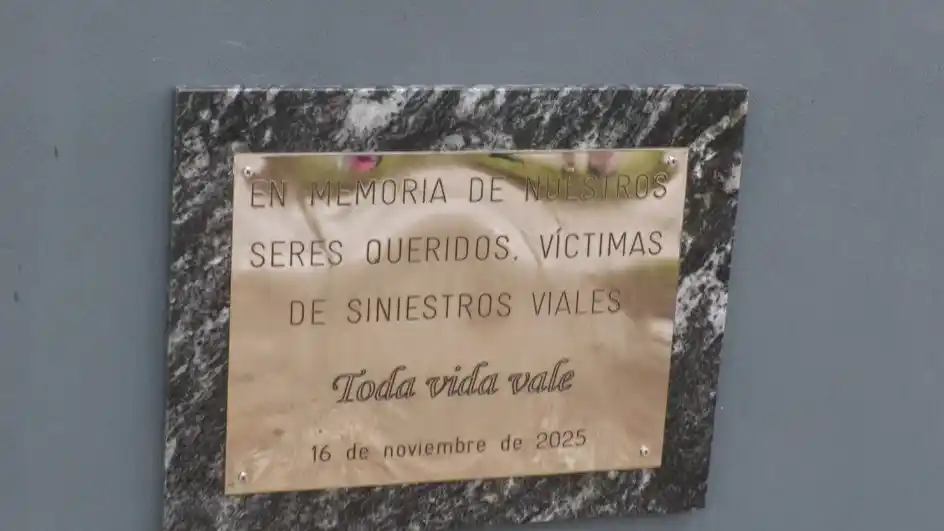 EN MEMORIA DE NUESTROS
SERES QUERIDOS, VÍCTIMAS
DE SINIESTROS VIALES
Toda vida vale
16 de noviembre de 2025